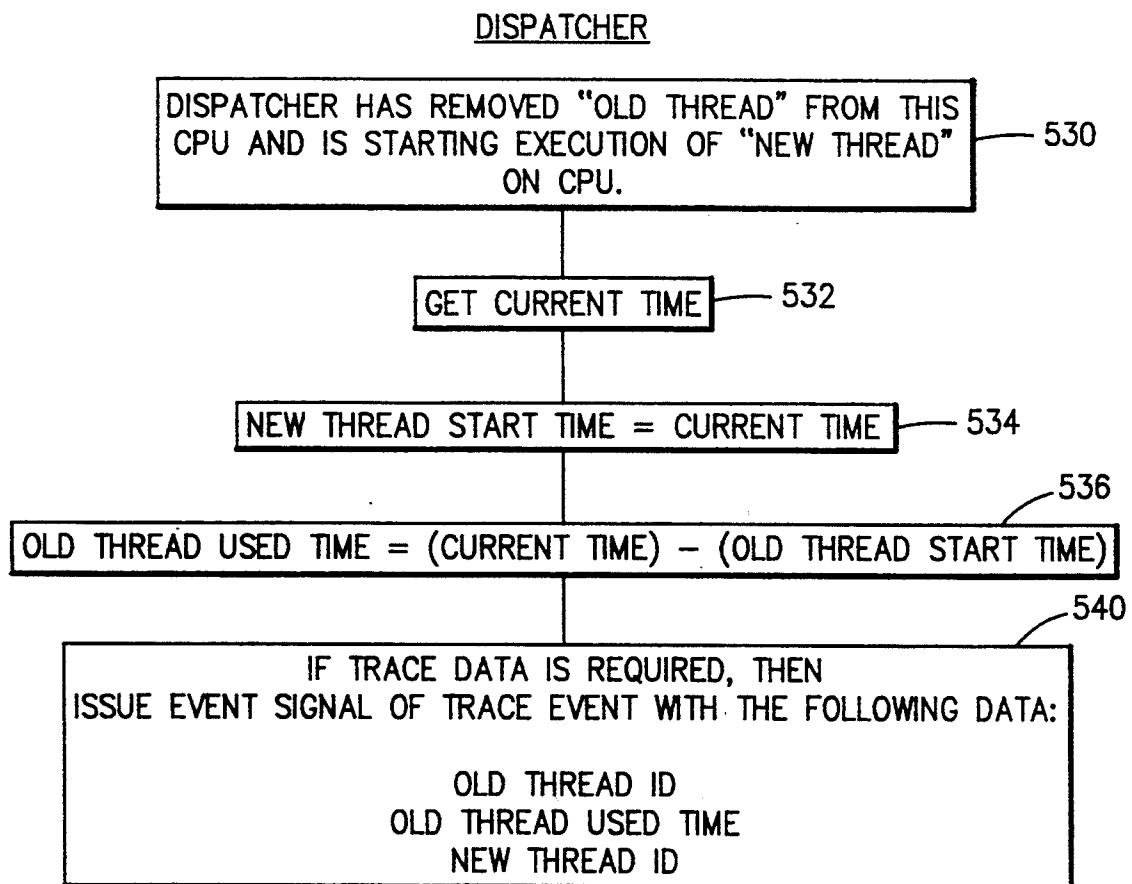 DISPATCHER
DISPATCHER HAS REMOVED “OLD THREAD” FROM THIS
CPU AND IS STARTING EXECUTION OF “NEW THREAD”
ON CPU.
530
GET CURRENT TIME
532
NEW THREAD START TIME = CURRENT TIME
534
536
OLD THREAD USED TIME = (CURRENT TIME) – (OLD THREAD START TIME)
540
IF TRACE DATA IS REQUIRED, THEN
ISSUE EVENT SIGNAL OF TRACE EVENT WITH THE FOLLOWING DATA:
OLD THREAD ID
OLD THREAD USED TIME
NEW THREAD ID